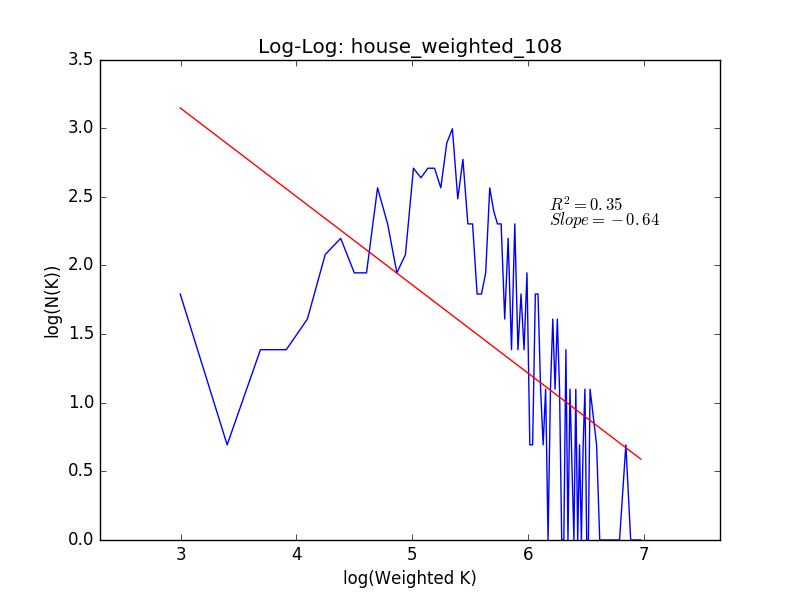 Log-Log: house_weighted_108
3.5
3.0
2.5
2.0
1.5
1.0
0.5
0.0
log(N(K))
R² = 0.35
Slope = −0.64
3 4 5 6 7
log(Weighted K)